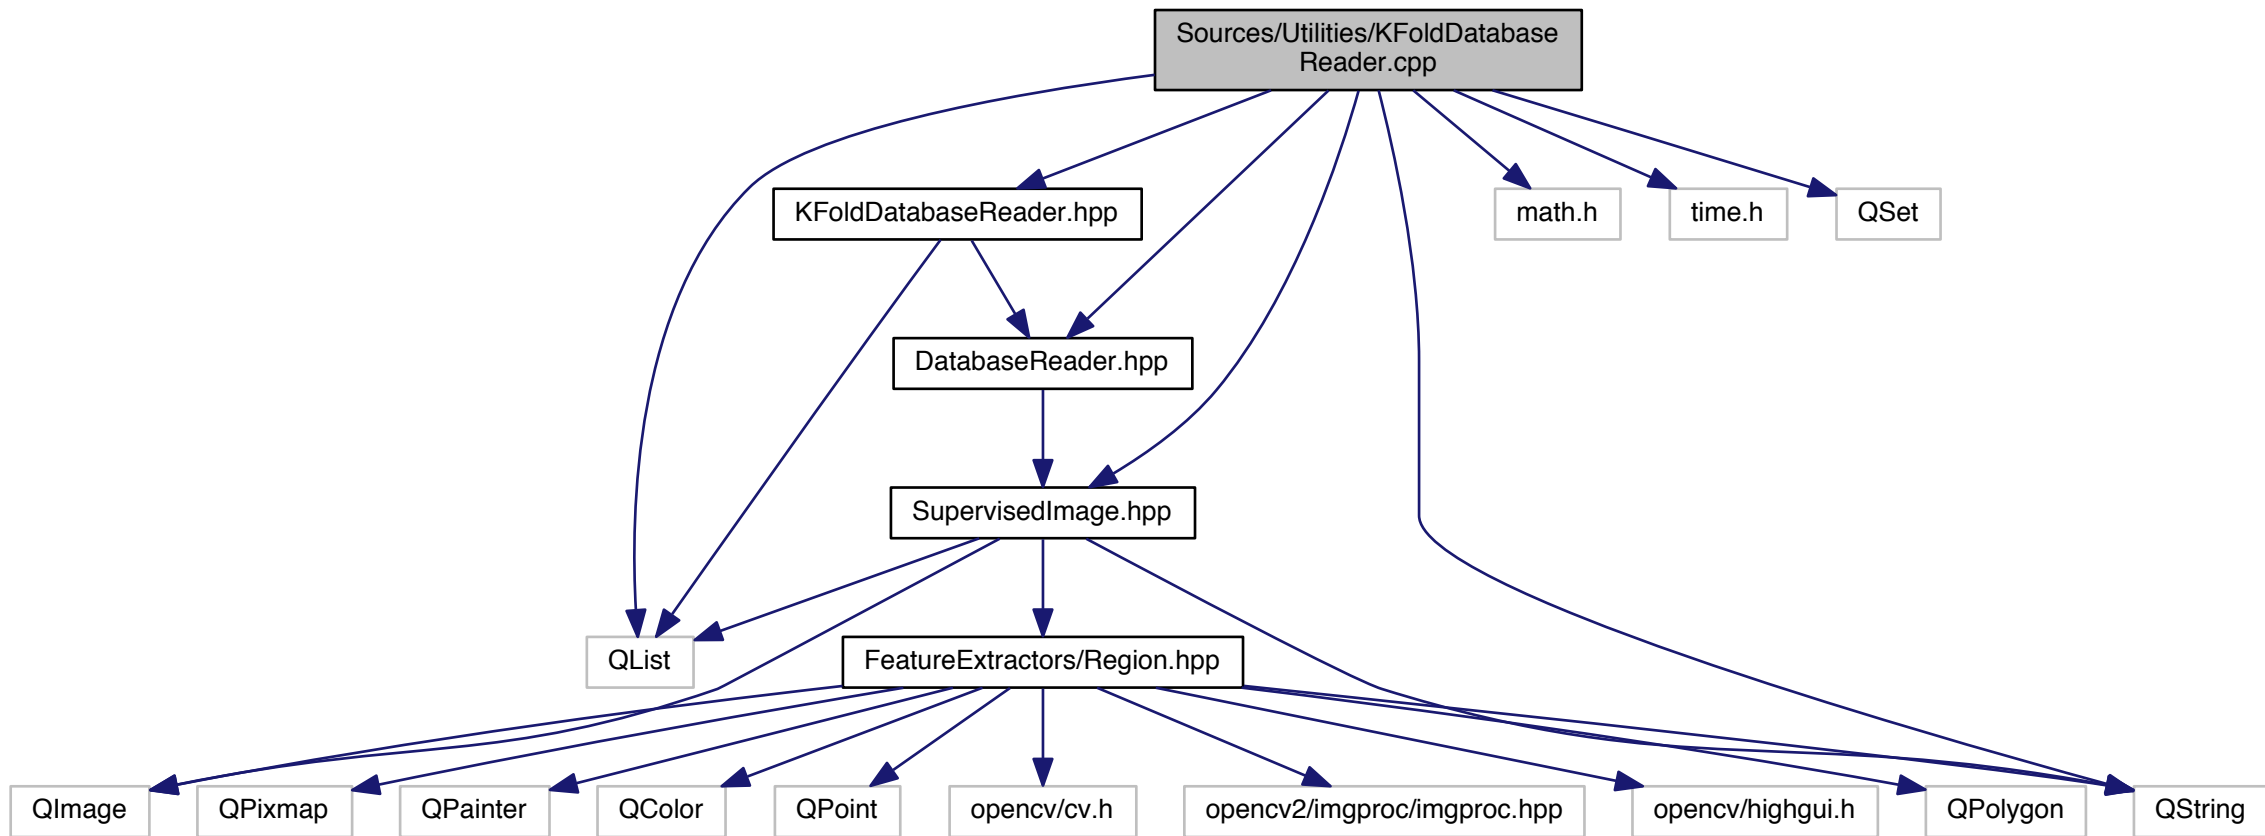 Sources/Utilities/KFoldDatabase
Reader.cpp
KFoldDatabaseReader.hpp
math.h
time.h
QSet
DatabaseReader.hpp
SupervisedImage.hpp
QList
FeatureExtractors/Region.hpp
QImage
QPixmap
QPainter
QColor
QPoint
opencv/cv.h
opencv2/imgproc/imgproc.hpp
opencv/highgui.h
QPolygon
QString